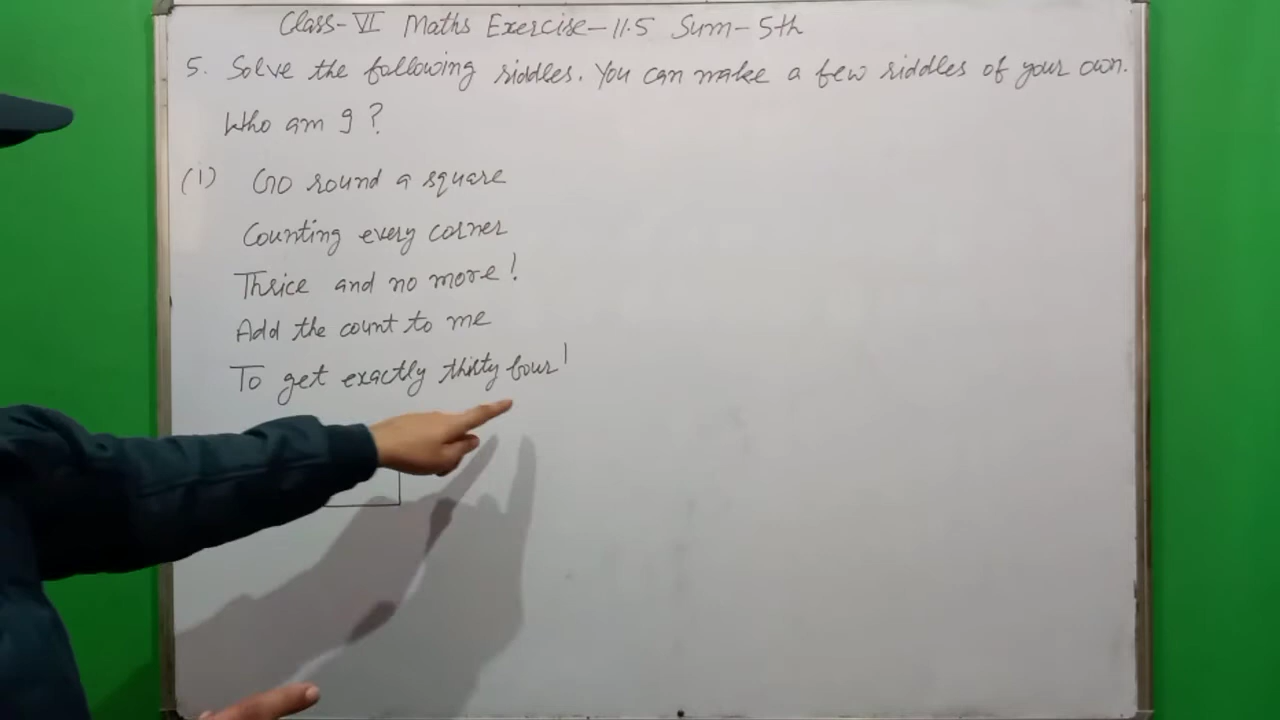 Class-VI Maths Exercise-11.5 Sum-5th
5. Solve the following riddles. You can make a few riddles of your own.
Who am I?
(1) Go round a square
Counting every corner
Thrice and no more!
Add the count to me
To get exactly thirty four!